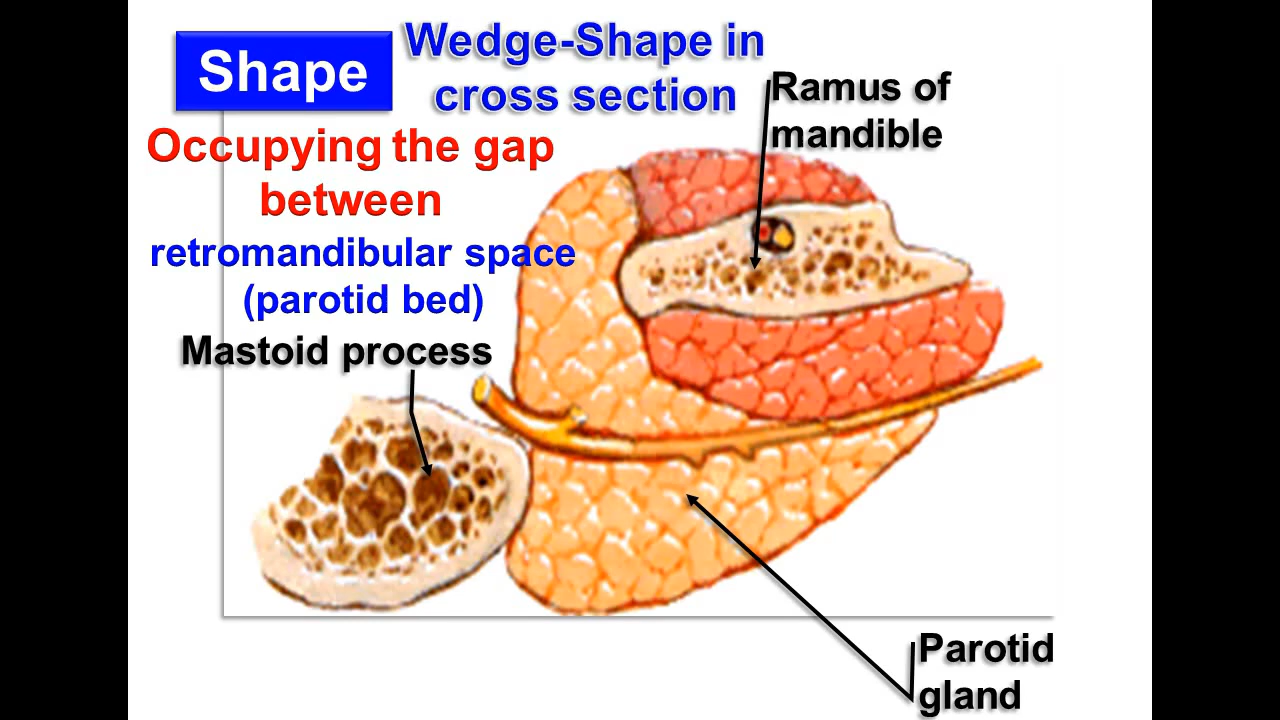 Shape
Wedge-Shape in
cross section
Occupying the gap
between
retromandibular space
(parotid bed)
Mastoid process
Ramus of
mandible
Parotid
gland